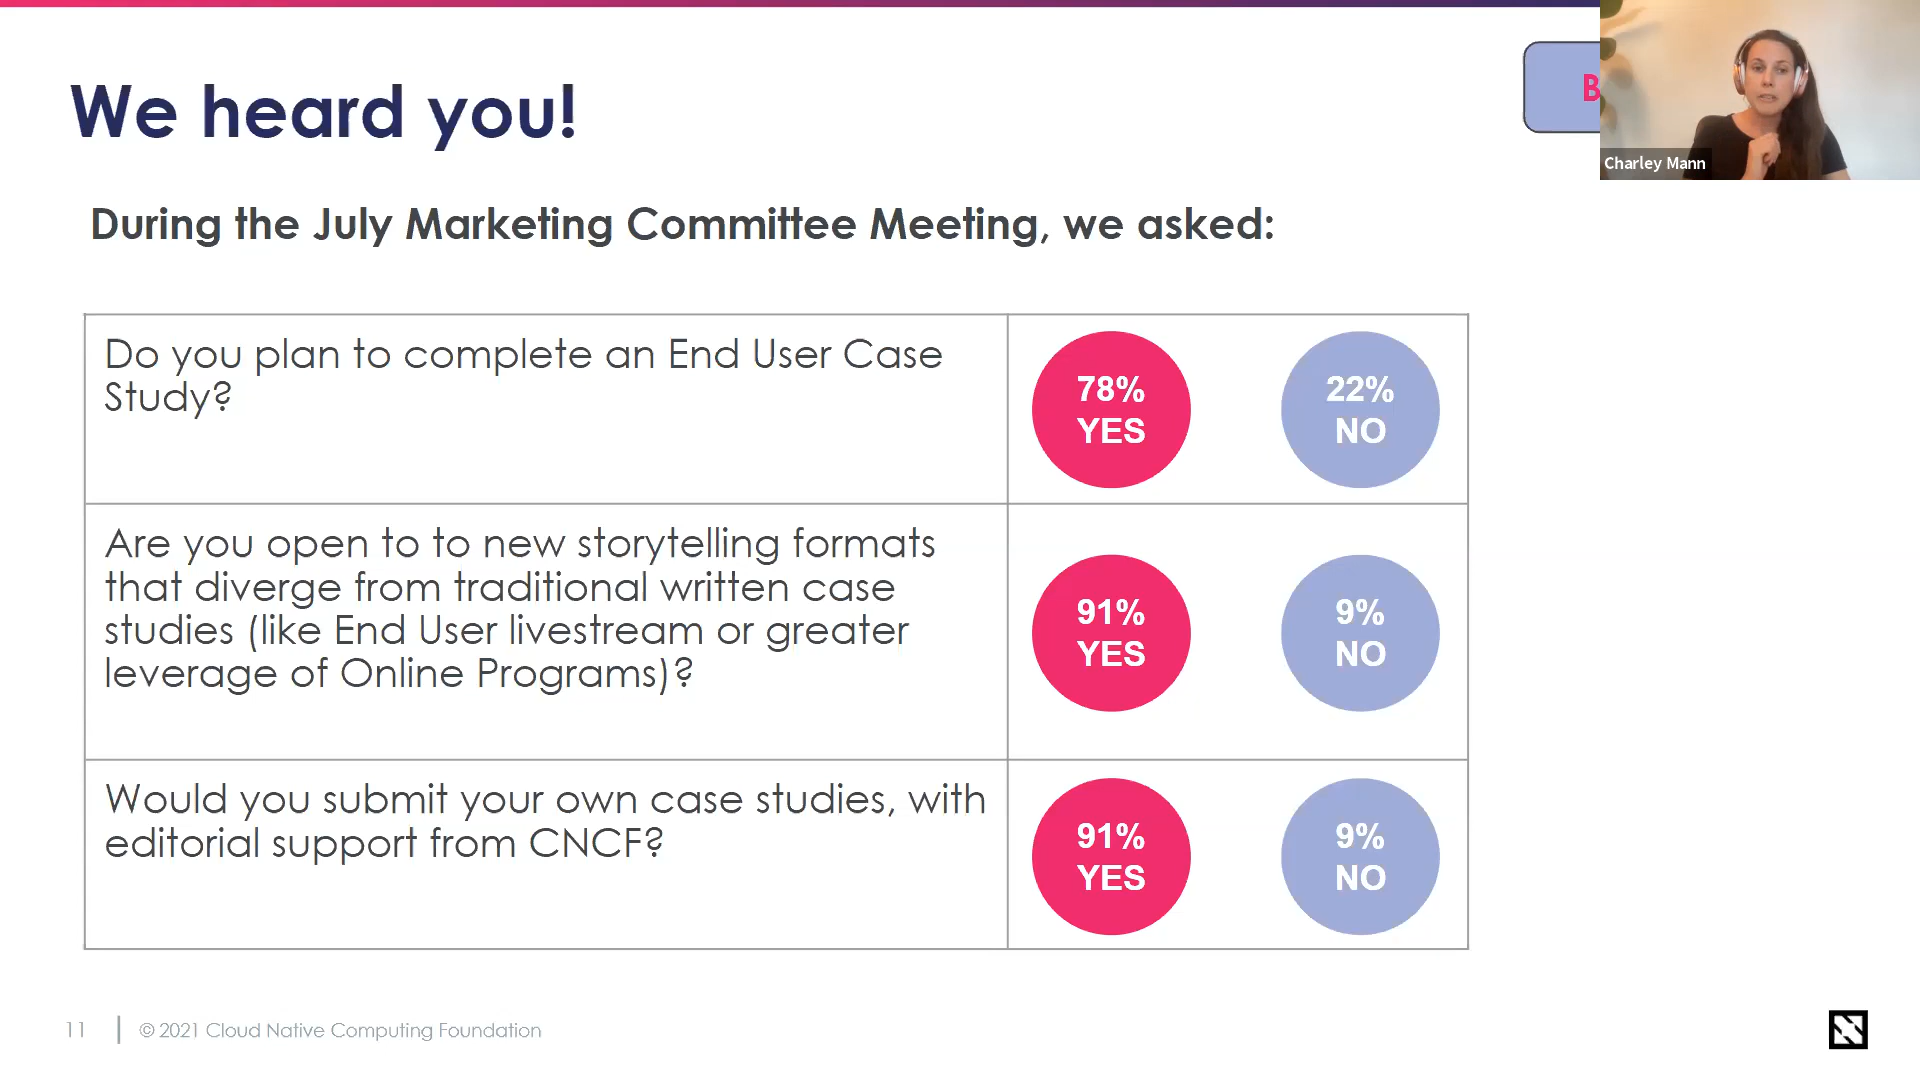 We heard you!
B
Charley Mann
During the July Marketing Committee Meeting, we asked:
Do you plan to complete an End User Case
Study?
78%
YES
22%
NO
Are you open to to new storytelling formats
that diverge from traditional written case
studies (like End User livestream or greater
leverage of Online Programs)?
91%
YES
9%
NO
Would you submit your own case studies, with
editorial support from CNCF?
91%
YES
9%
NO
11
© 2021 Cloud Native Computing Foundation